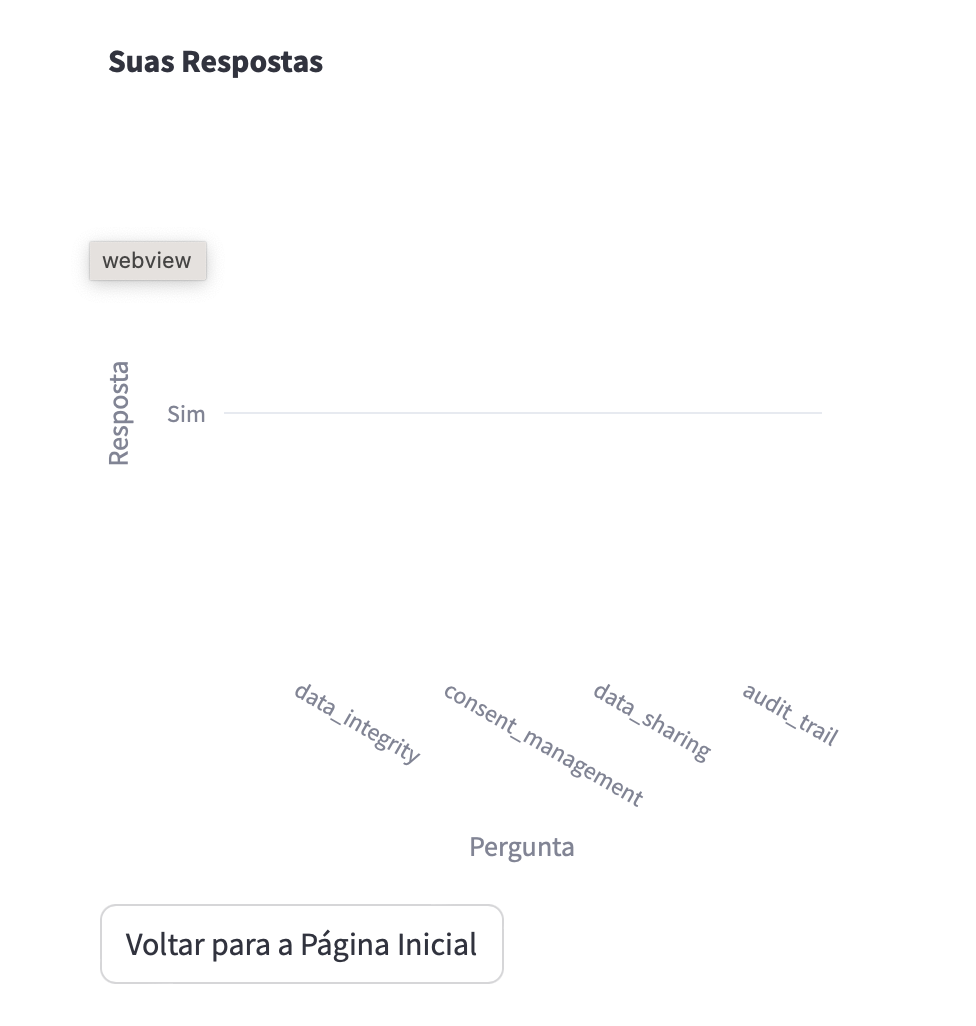 Suas Respostas
webview
Resposta
Sim
data_integrity
consent_management
data_sharing
audit_trail
Pergunta
Voltar para a Página Inicial